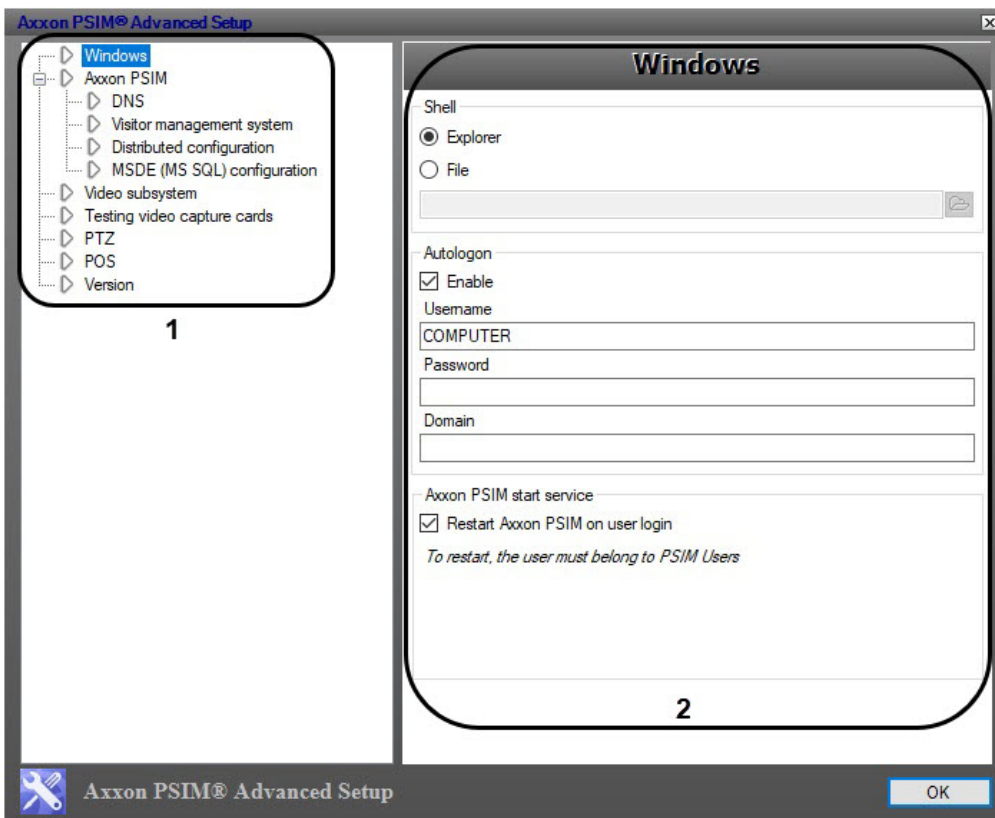 Axxon PSIM® Advanced Setup
Windows
Axxon PSIM
DNS
Visitor management system
Distributed configuration
MSDE (MS SQL) configuration
Video subsystem
Testing video capture cards
PTZ
POS
Version
1
Windows
Shell
Explorer
File
Autologon
Enable
Username
COMPUTER
Password
Domain
Axxon PSIM start service
Restart Axxon PSIM on user login
To restart, the user must belong to PSIM Users
2
Axxon PSIM® Advanced Setup
OK